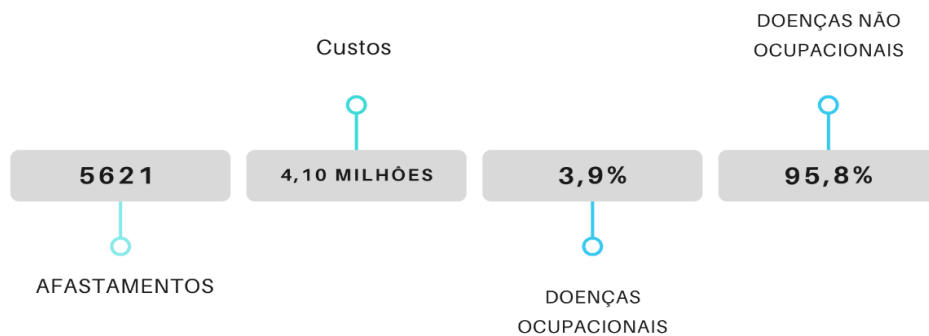 DOENÇAS NÃO
OCUPACIONAIS
Custos
5621
4,10 MILHÕES
3,9%
95,8%
AFASTAMENTOS
DOENÇAS
OCUPACIONAIS